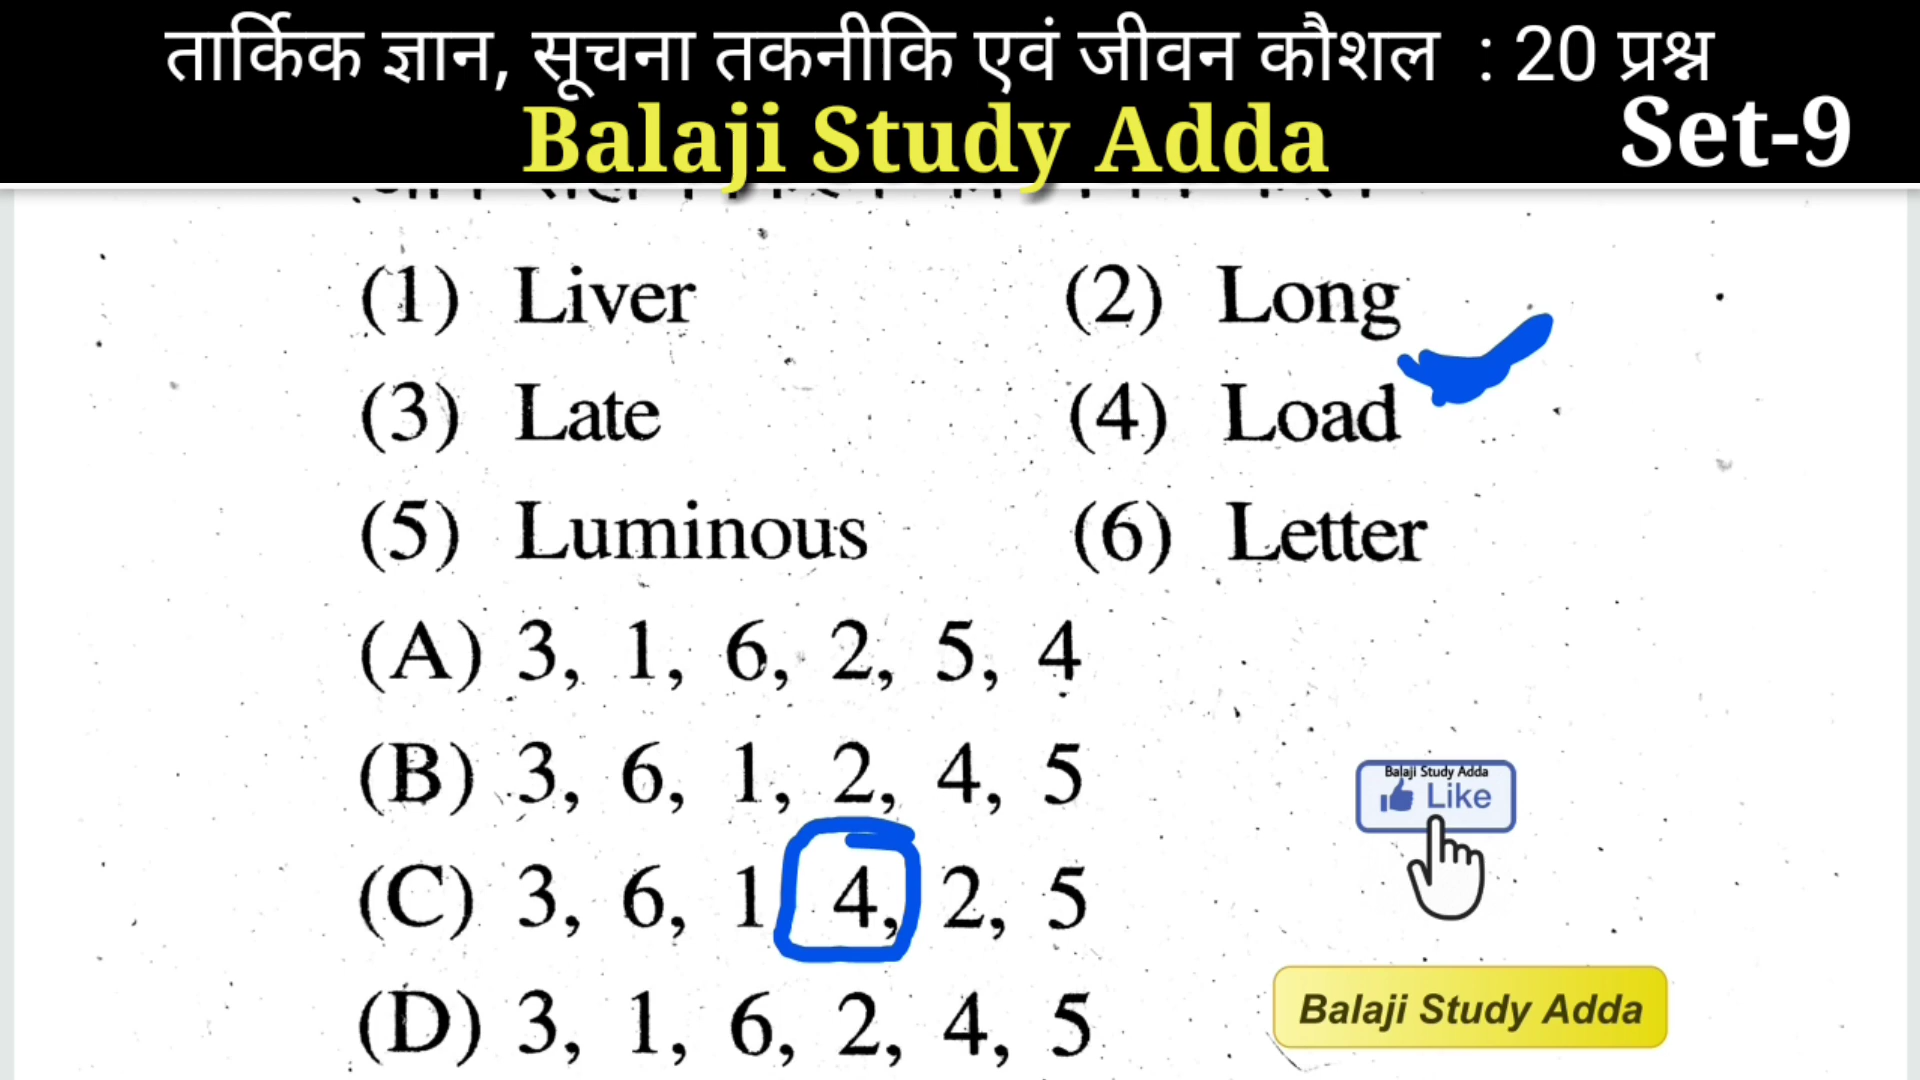 तार्किक ज्ञान, सूचना तकनीकि एवं जीवन कौशल : 20 प्रश्न
Balaji Study Adda
Set-9
(1) Liver (2) Long
(3) Late (4) Load
(5) Luminous (6) Letter
(A) 3, 1, 6, 2, 5, 4
(B) 3, 6, 1, 2, 4, 5
Balaji Study Adda
Like
(C) 3, 6, 1 4, 2, 5
(D) 3, 1, 6, 2, 4, 5
Balaji Study Adda